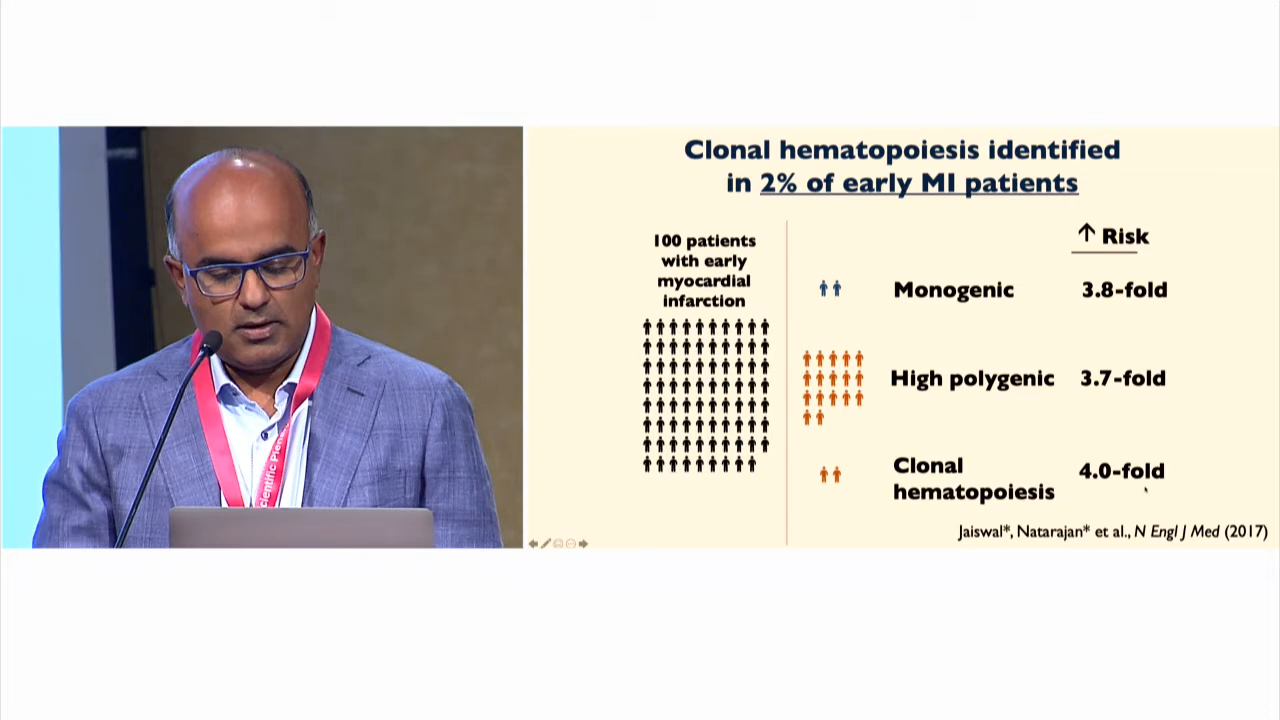 Clonal hematopoiesis identified
in 2% of early MI patients
100 patients
with early
myocardial
infarction
↑ Risk
Monogenic 3.8-fold
High polygenic 3.7-fold
Clonal
hematopoiesis 4.0-fold
Jaiswal*, Natarajan* et al., N Engl J Med (2017)